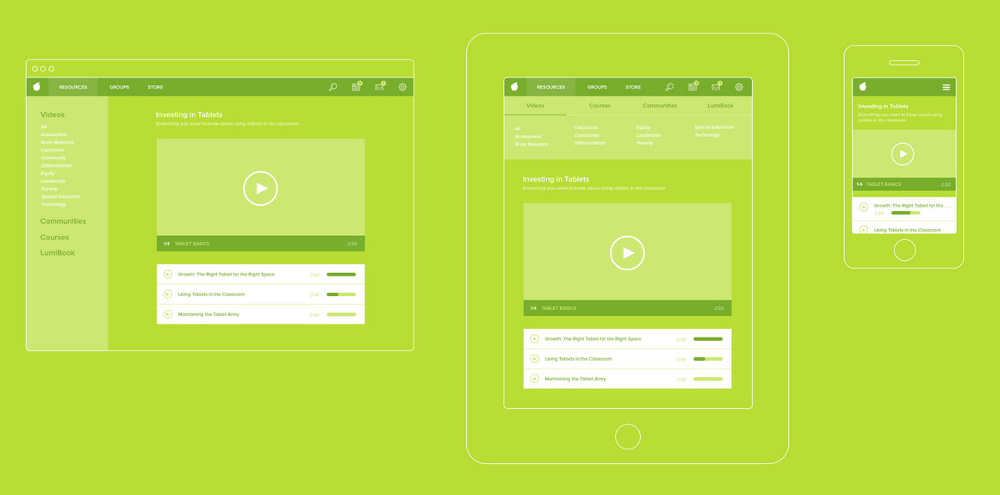 RESOURCES GROUPS STORE
Videos
All
Assessment
Brain Research
Classroom
Community
Differentiation
Equity
Leadership
Poverty
Special Education
Technology
Communities
Courses
LumiBook
Investing in Tablets
Everything you need to know about using tablets in the classroom
1/4 TABLET BASICS 2:50
Growth: The Right Tablet for the Right Space 2:34
Using Tablets in the Classroom 2:34
Maintaining the Tablet Army 2:34
RESOURCES GROUPS STORE
Videos Courses Communities LumiBook
All Classroom Equity Special Education
Assessment Community Leadership Technology
Brain Research Differentiation Poverty
Investing in Tablets
Everything you need to know about using tablets in the classroom
1/4 TABLET BASICS 2:50
Growth: The Right Tablet for the Right Space 2:34
Using Tablets in the Classroom 2:34
Maintaining the Tablet Army 2:34
Investing in Tablets
Everything you need to know about using
tablets in the classroom
1/4 TABLET BASICS 2:50
Growth: The Right Tablet for the . . .
2:34
Using Tablets in the Classroom